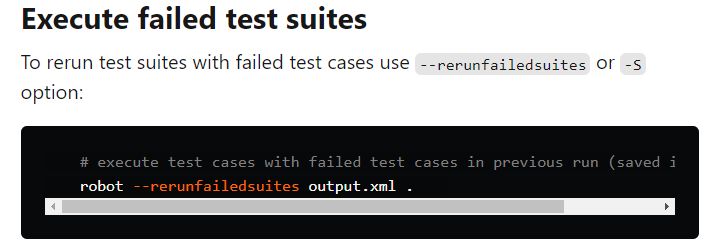 Execute failed test suites
To rerun test suites with failed test cases use --rerunfailedsuites or -S
option:
# execute test cases with failed test cases in previous run (saved i
robot --rerunfailedsuites output.xml .